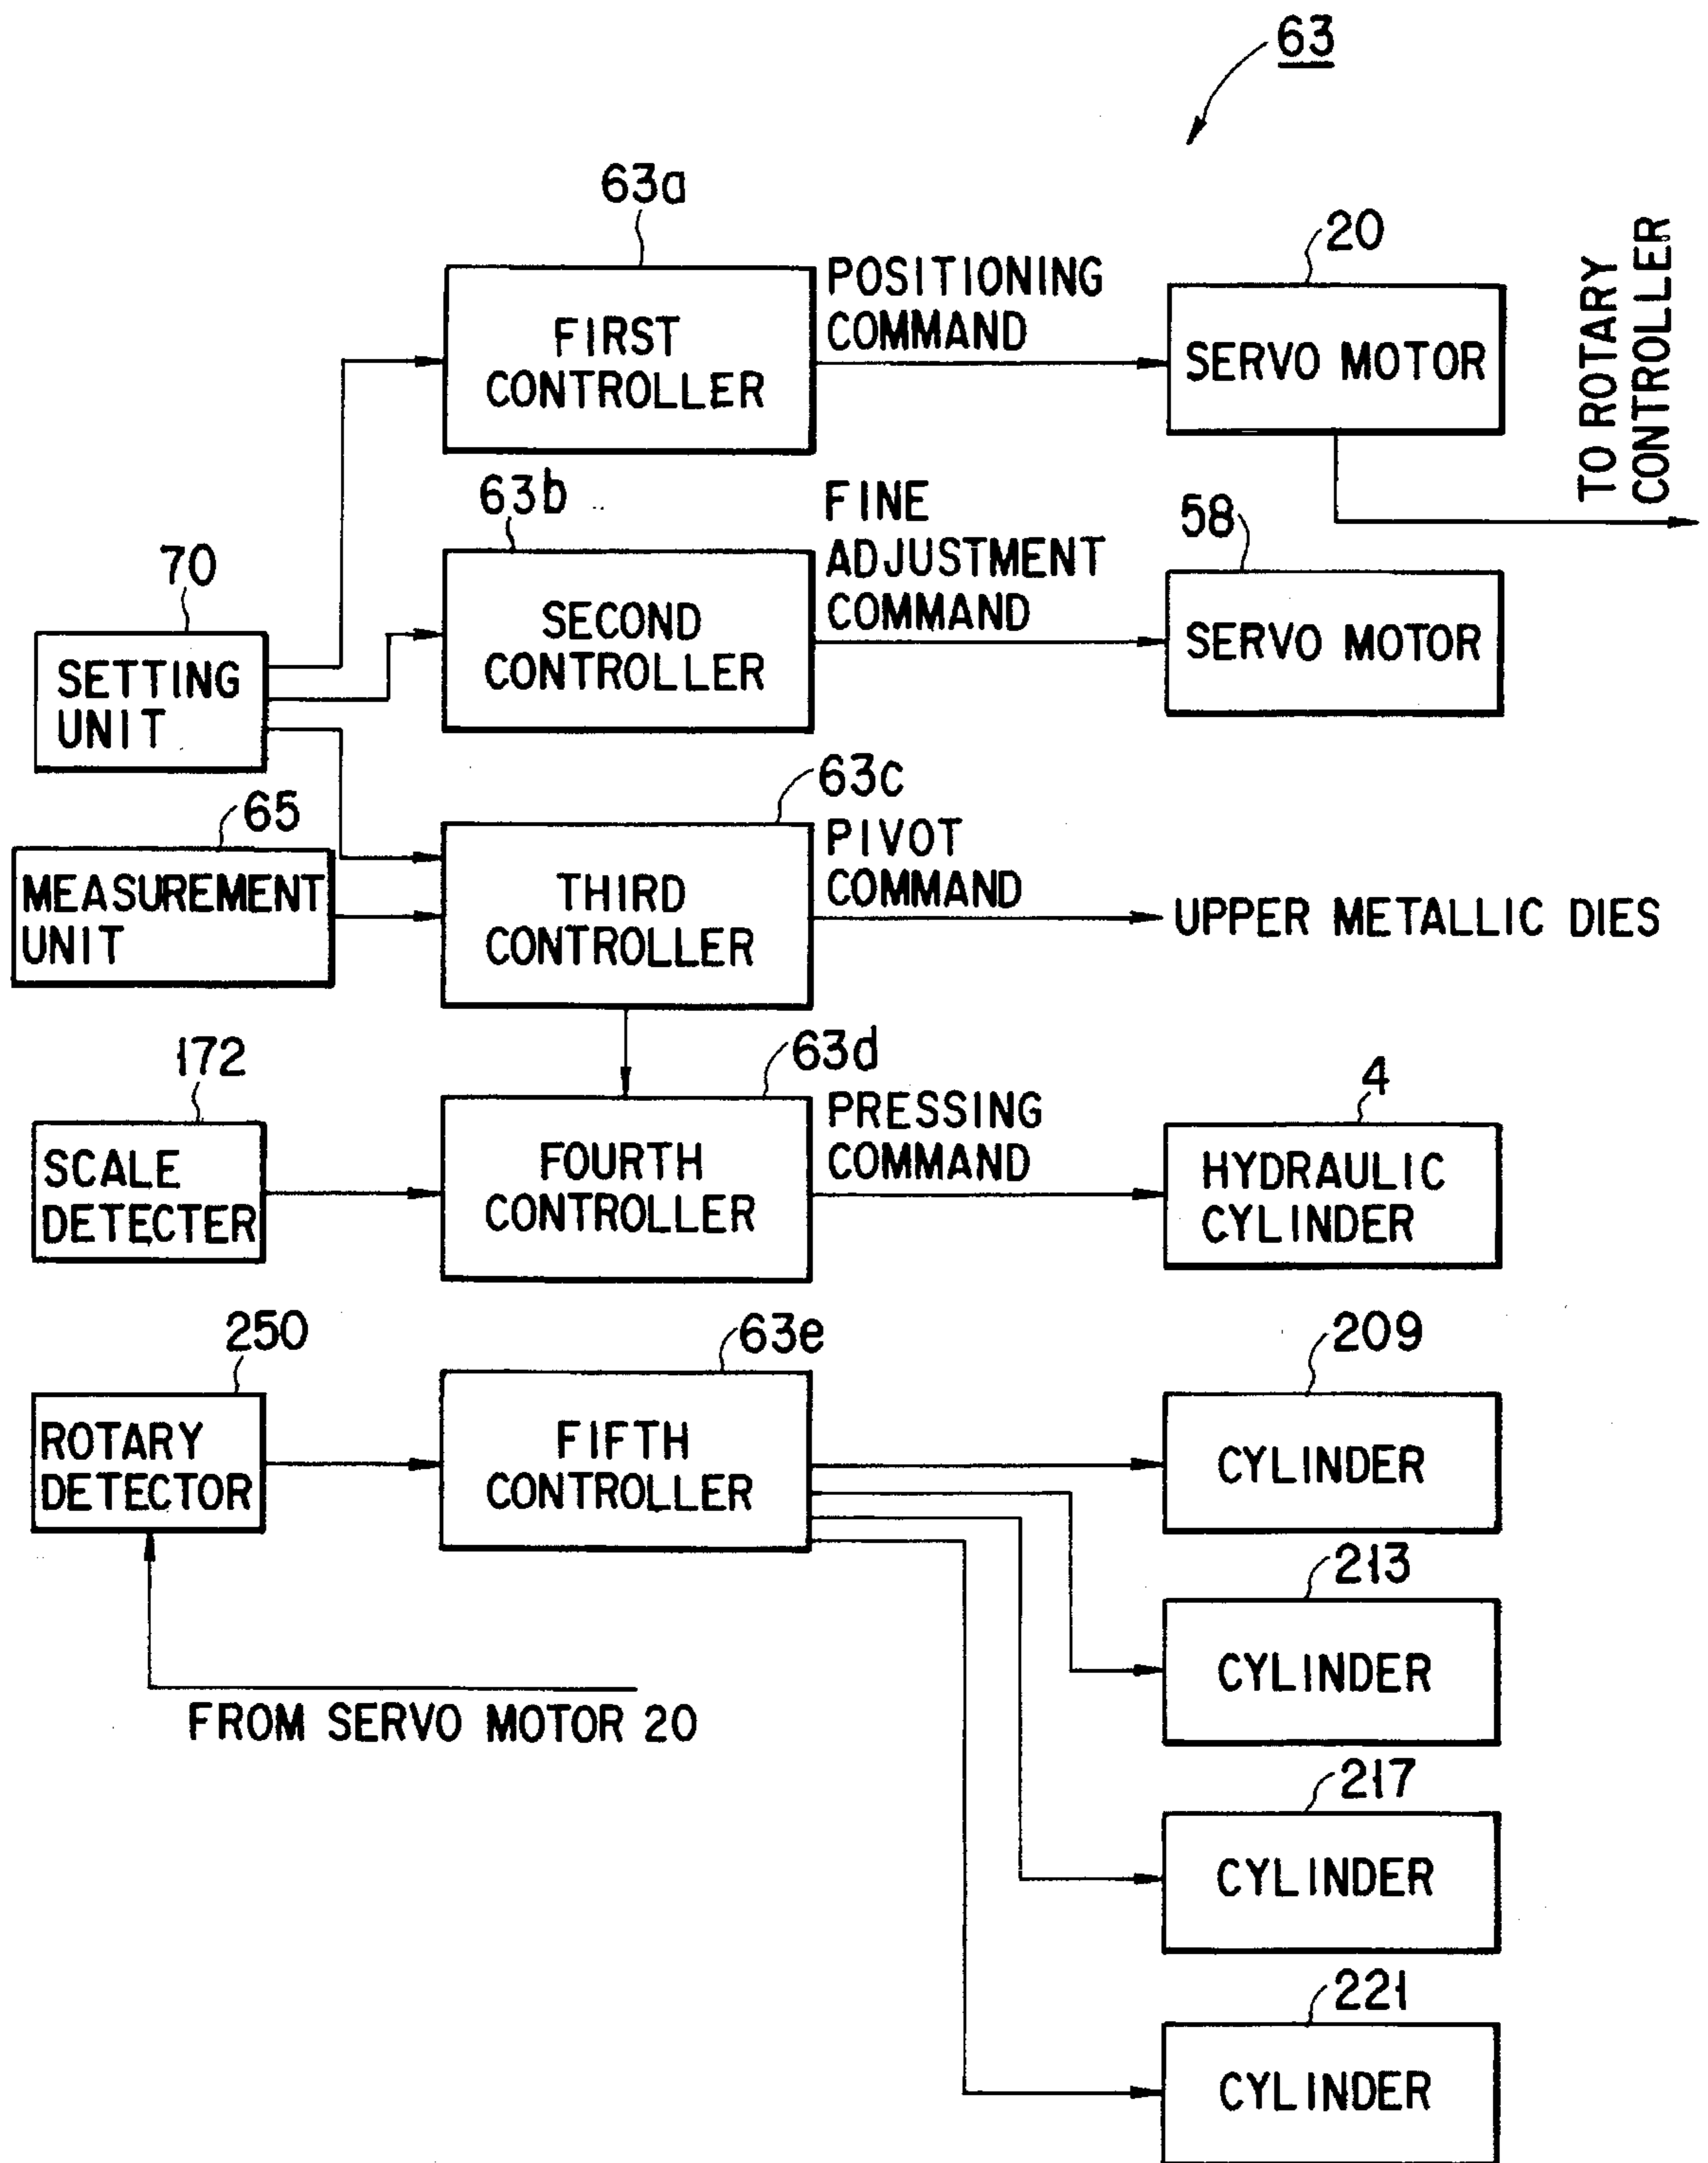 63
63a
FIRST
CONTROLLER
POSITIONING
COMMAND
20
SERVO MOTOR
TO ROTARY
CONTROLLER
63b
SECOND
CONTROLLER
FINE
ADJUSTMENT
COMMAND
58
SERVO MOTOR
70
SETTING
UNIT
65
MEASUREMENT
UNIT
63c
THIRD
CONTROLLER
PIVOT
COMMAND
UPPER METALLIC DIES
172
SCALE
DETECTER
63d
FOURTH
CONTROLLER
PRESSING
COMMAND
4
HYDRAULIC
CYLINDER
250
ROTARY
DETECTOR
63e
FIFTH
CONTROLLER
209
CYLINDER
213
CYLINDER
FROM SERVO MOTOR 20
217
CYLINDER
221
CYLINDER